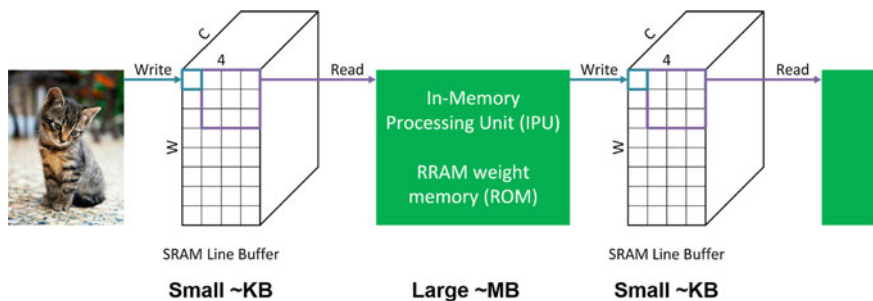 C
4
Write
Read
W
SRAM Line Buffer
Small ~KB
In-Memory
Processing Unit (IPU)
RRAM weight
memory (ROM)
Large ~MB
C
4
Write
Read
W
SRAM Line Buffer
Small ~KB